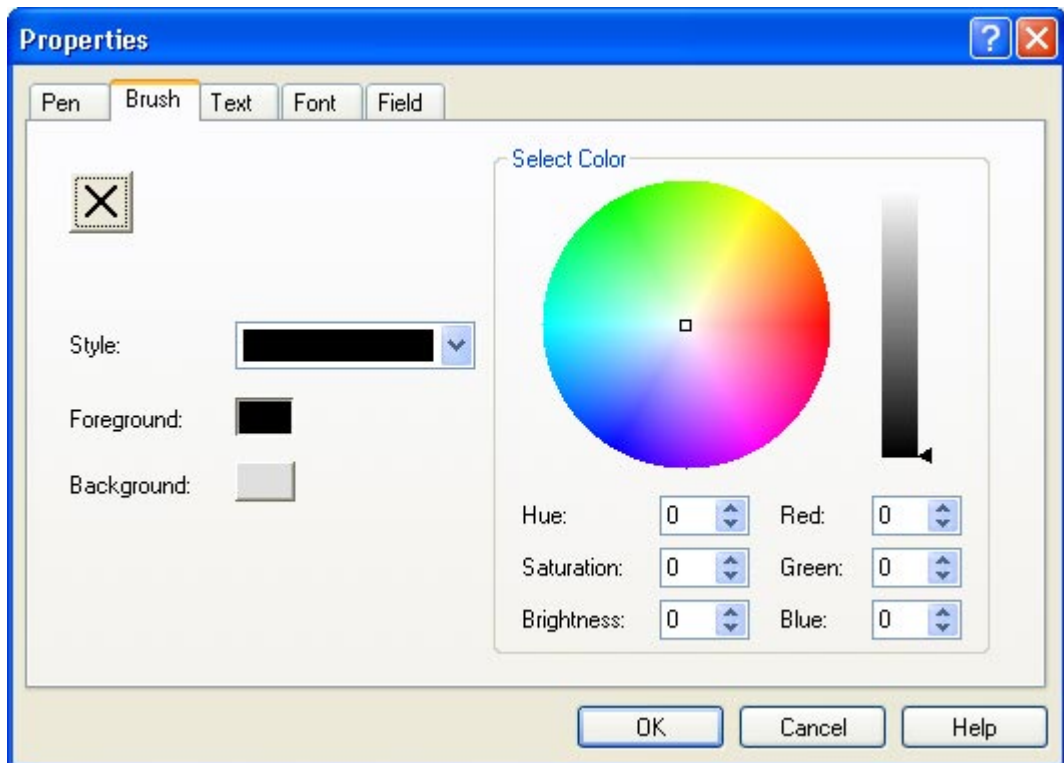 Properties
Pen Brush Text Font Field
Select Color
Style:
Foreground:
Background:
Hue: 0 Red: 0
Saturation: 0 Green: 0
Brightness: 0 Blue: 0
OK Cancel Help